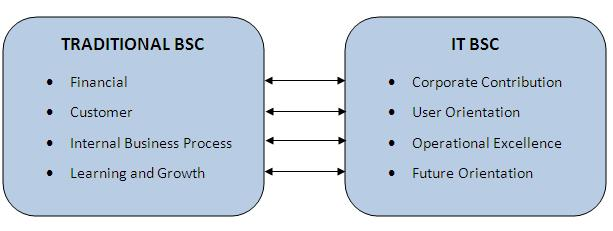 TRADITIONAL BSC
• Financial
• Customer
• Internal Business Process
• Learning and Growth
IT BSC
• Corporate Contribution
• User Orientation
• Operational Excellence
• Future Orientation